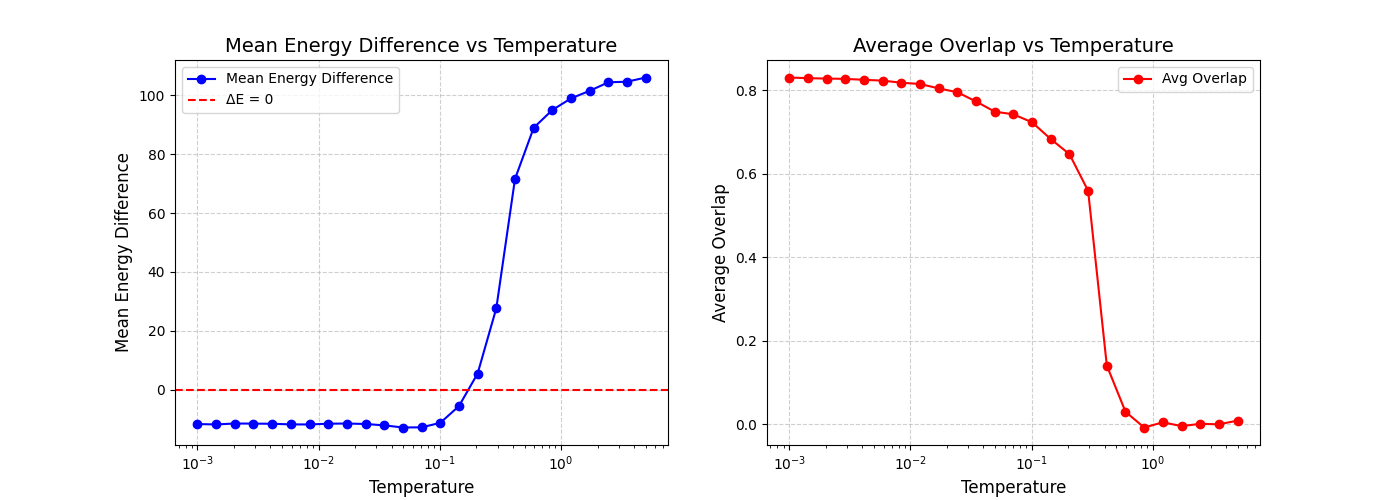 Mean Energy Difference vs Temperature
Mean Energy Difference
ΔE = 0
Mean Energy Difference
100
80
60
40
20
0
10⁻³
10⁻²
10⁻¹
10⁰
Temperature
Average Overlap vs Temperature
Avg Overlap
Average Overlap
0.8
0.6
0.4
0.2
0.0
10⁻³
10⁻²
10⁻¹
10⁰
Temperature